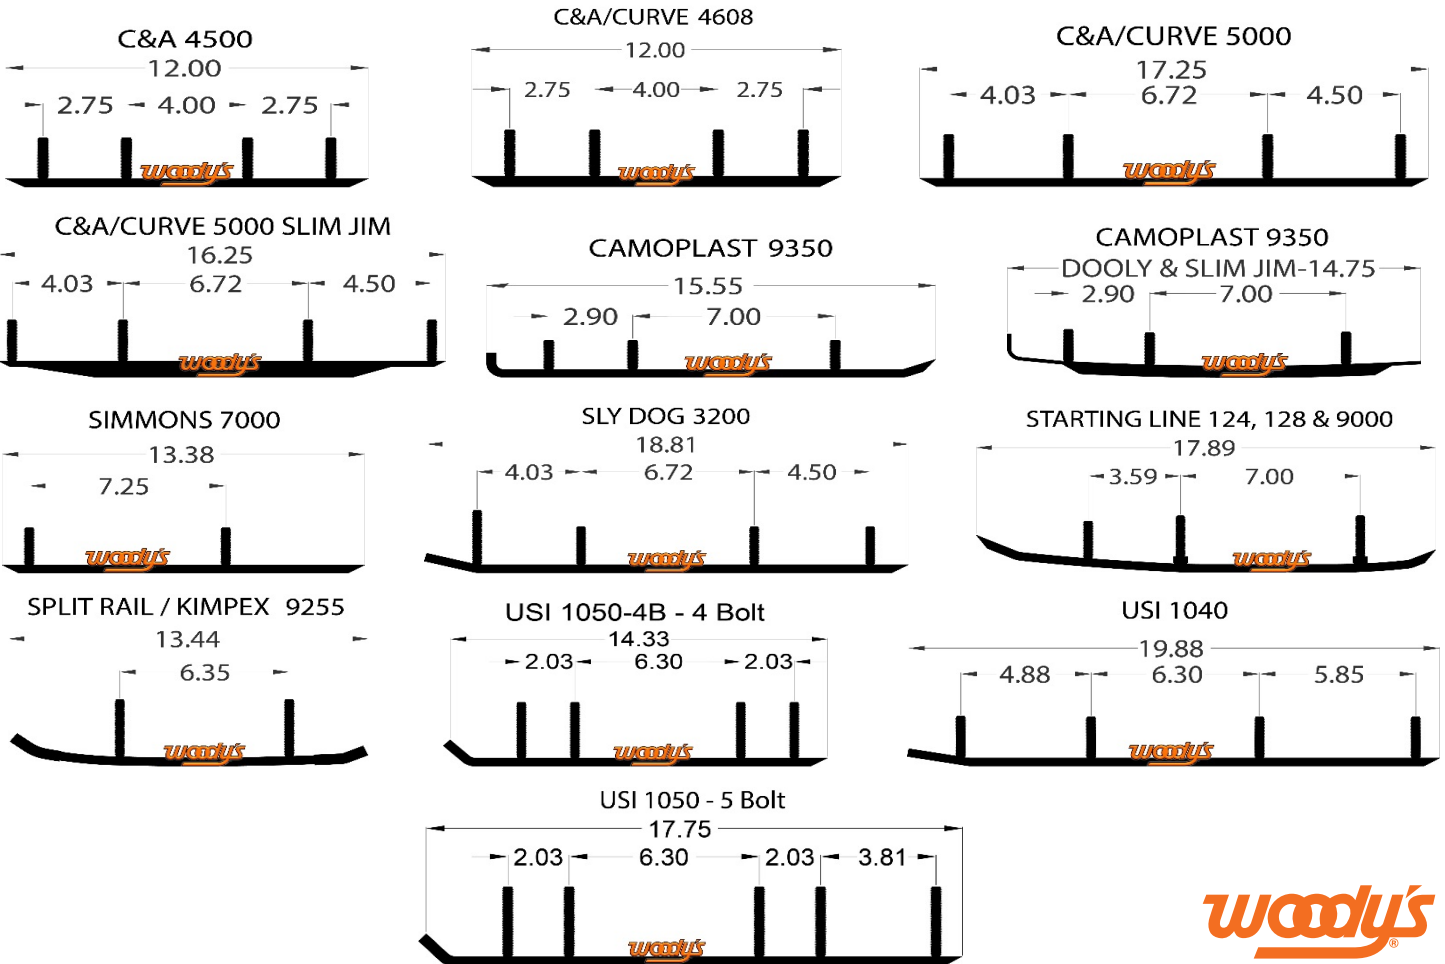 C&A 4500
12.00
2.75 4.00 2.75
woody's
C&A/CURVE 4608
12.00
2.75 4.00 2.75
woody's
C&A/CURVE 5000
17.25
4.03 6.72 4.50
woody's
C&A/CURVE 5000 SLIM JIM
16.25
4.03 6.72 4.50
woody's
CAMOPLAST 9350
15.55
2.90 7.00
woody's
CAMOPLAST 9350
DOOLY & SLIM JIM-14.75
2.90 7.00
woody's
SIMMONS 7000
13.38
7.25
woody's
SLY DOG 3200
18.81
4.03 6.72 4.50
woody's
STARTING LINE 124, 128 & 9000
17.89
3.59 7.00
woody's
SPLIT RAIL / KIMPEX 9255
13.44
6.35
woody's
USI 1050-4B - 4 Bolt
14.33
2.03 6.30 2.03
woody's
USI 1040
19.88
4.88 6.30 5.85
woody's
USI 1050 - 5 Bolt
17.75
2.03 6.30 2.03 3.81
woody's
woody's®